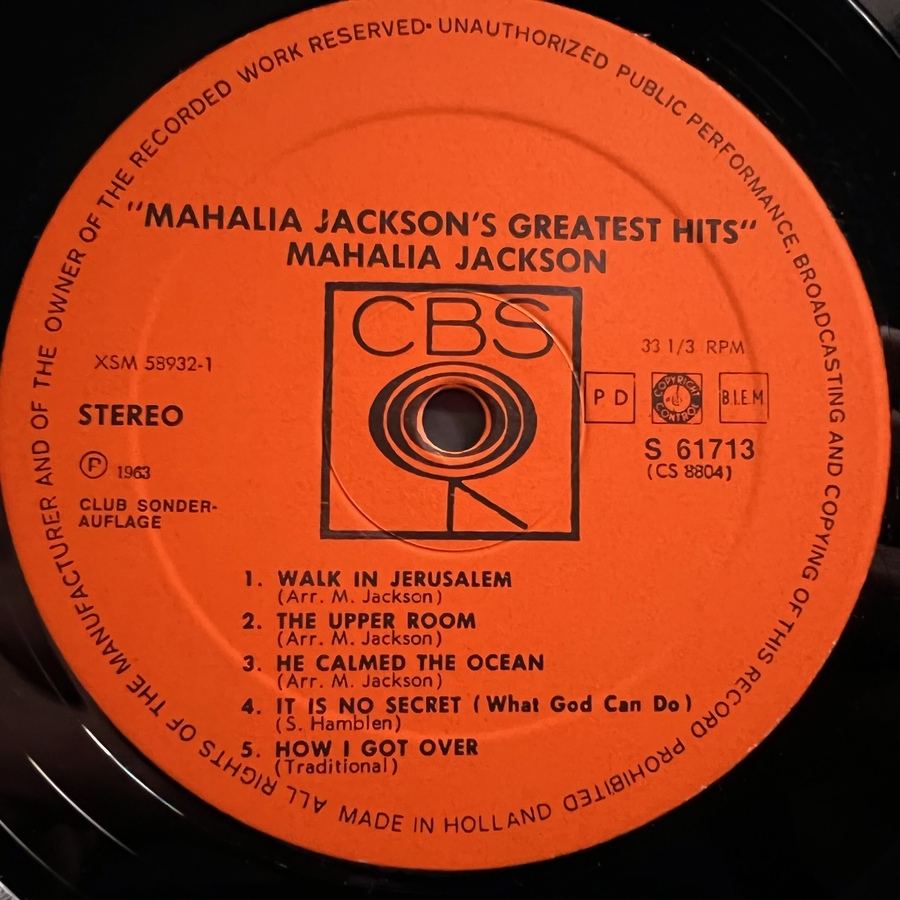 ALL RIGHTS OF THE MANUFACTURER AND OF THE OWNER OF THE RECORDED WORK RESERVED• UNAUTHORIZED PUBLIC PERFORMANCE, BROADCASTING AND COPYING OF THIS RECORD PROHIBITED
"MAHALIA JACKSON'S GREATEST HITS"
MAHALIA JACKSON
CBS
XSM 58932-1
33 1/3 RPM
STEREO
P D
COPYRIGHT CONTROL
B.I.E.M
S 61713
(CS 8804)
Ⓟ 1963
CLUB SONDER-
AUFLAGE
1. WALK IN JERUSALEM
(Arr. M. Jackson)
2. THE UPPER ROOM
(Arr. M. Jackson)
3. HE CALMED THE OCEAN
(Arr. M. Jackson)
4. IT IS NO SECRET (What God Can Do)
(S. Hamblen)
5. HOW I GOT OVER
(Traditional)
MADE IN HOLLAND